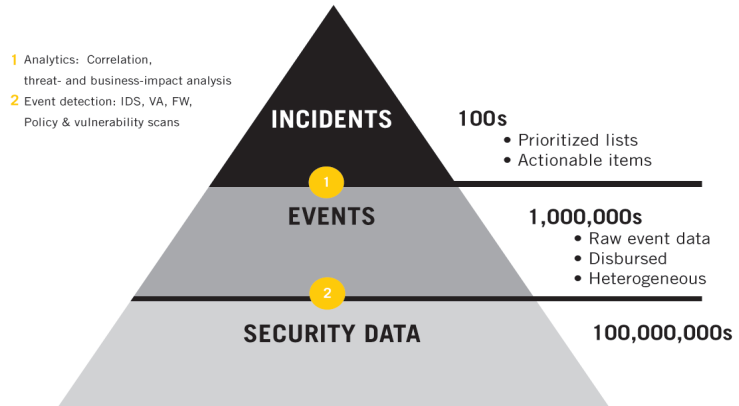 1 Analytics: Correlation,
threat- and business-impact analysis
2 Event detection: IDS, VA, FW,
Policy & vulnerability scans
INCIDENTS
100s
• Prioritized lists
• Actionable items
1
EVENTS
1,000,000s
• Raw event data
• Disbursed
• Heterogeneous
2
SECURITY DATA
100,000,000s